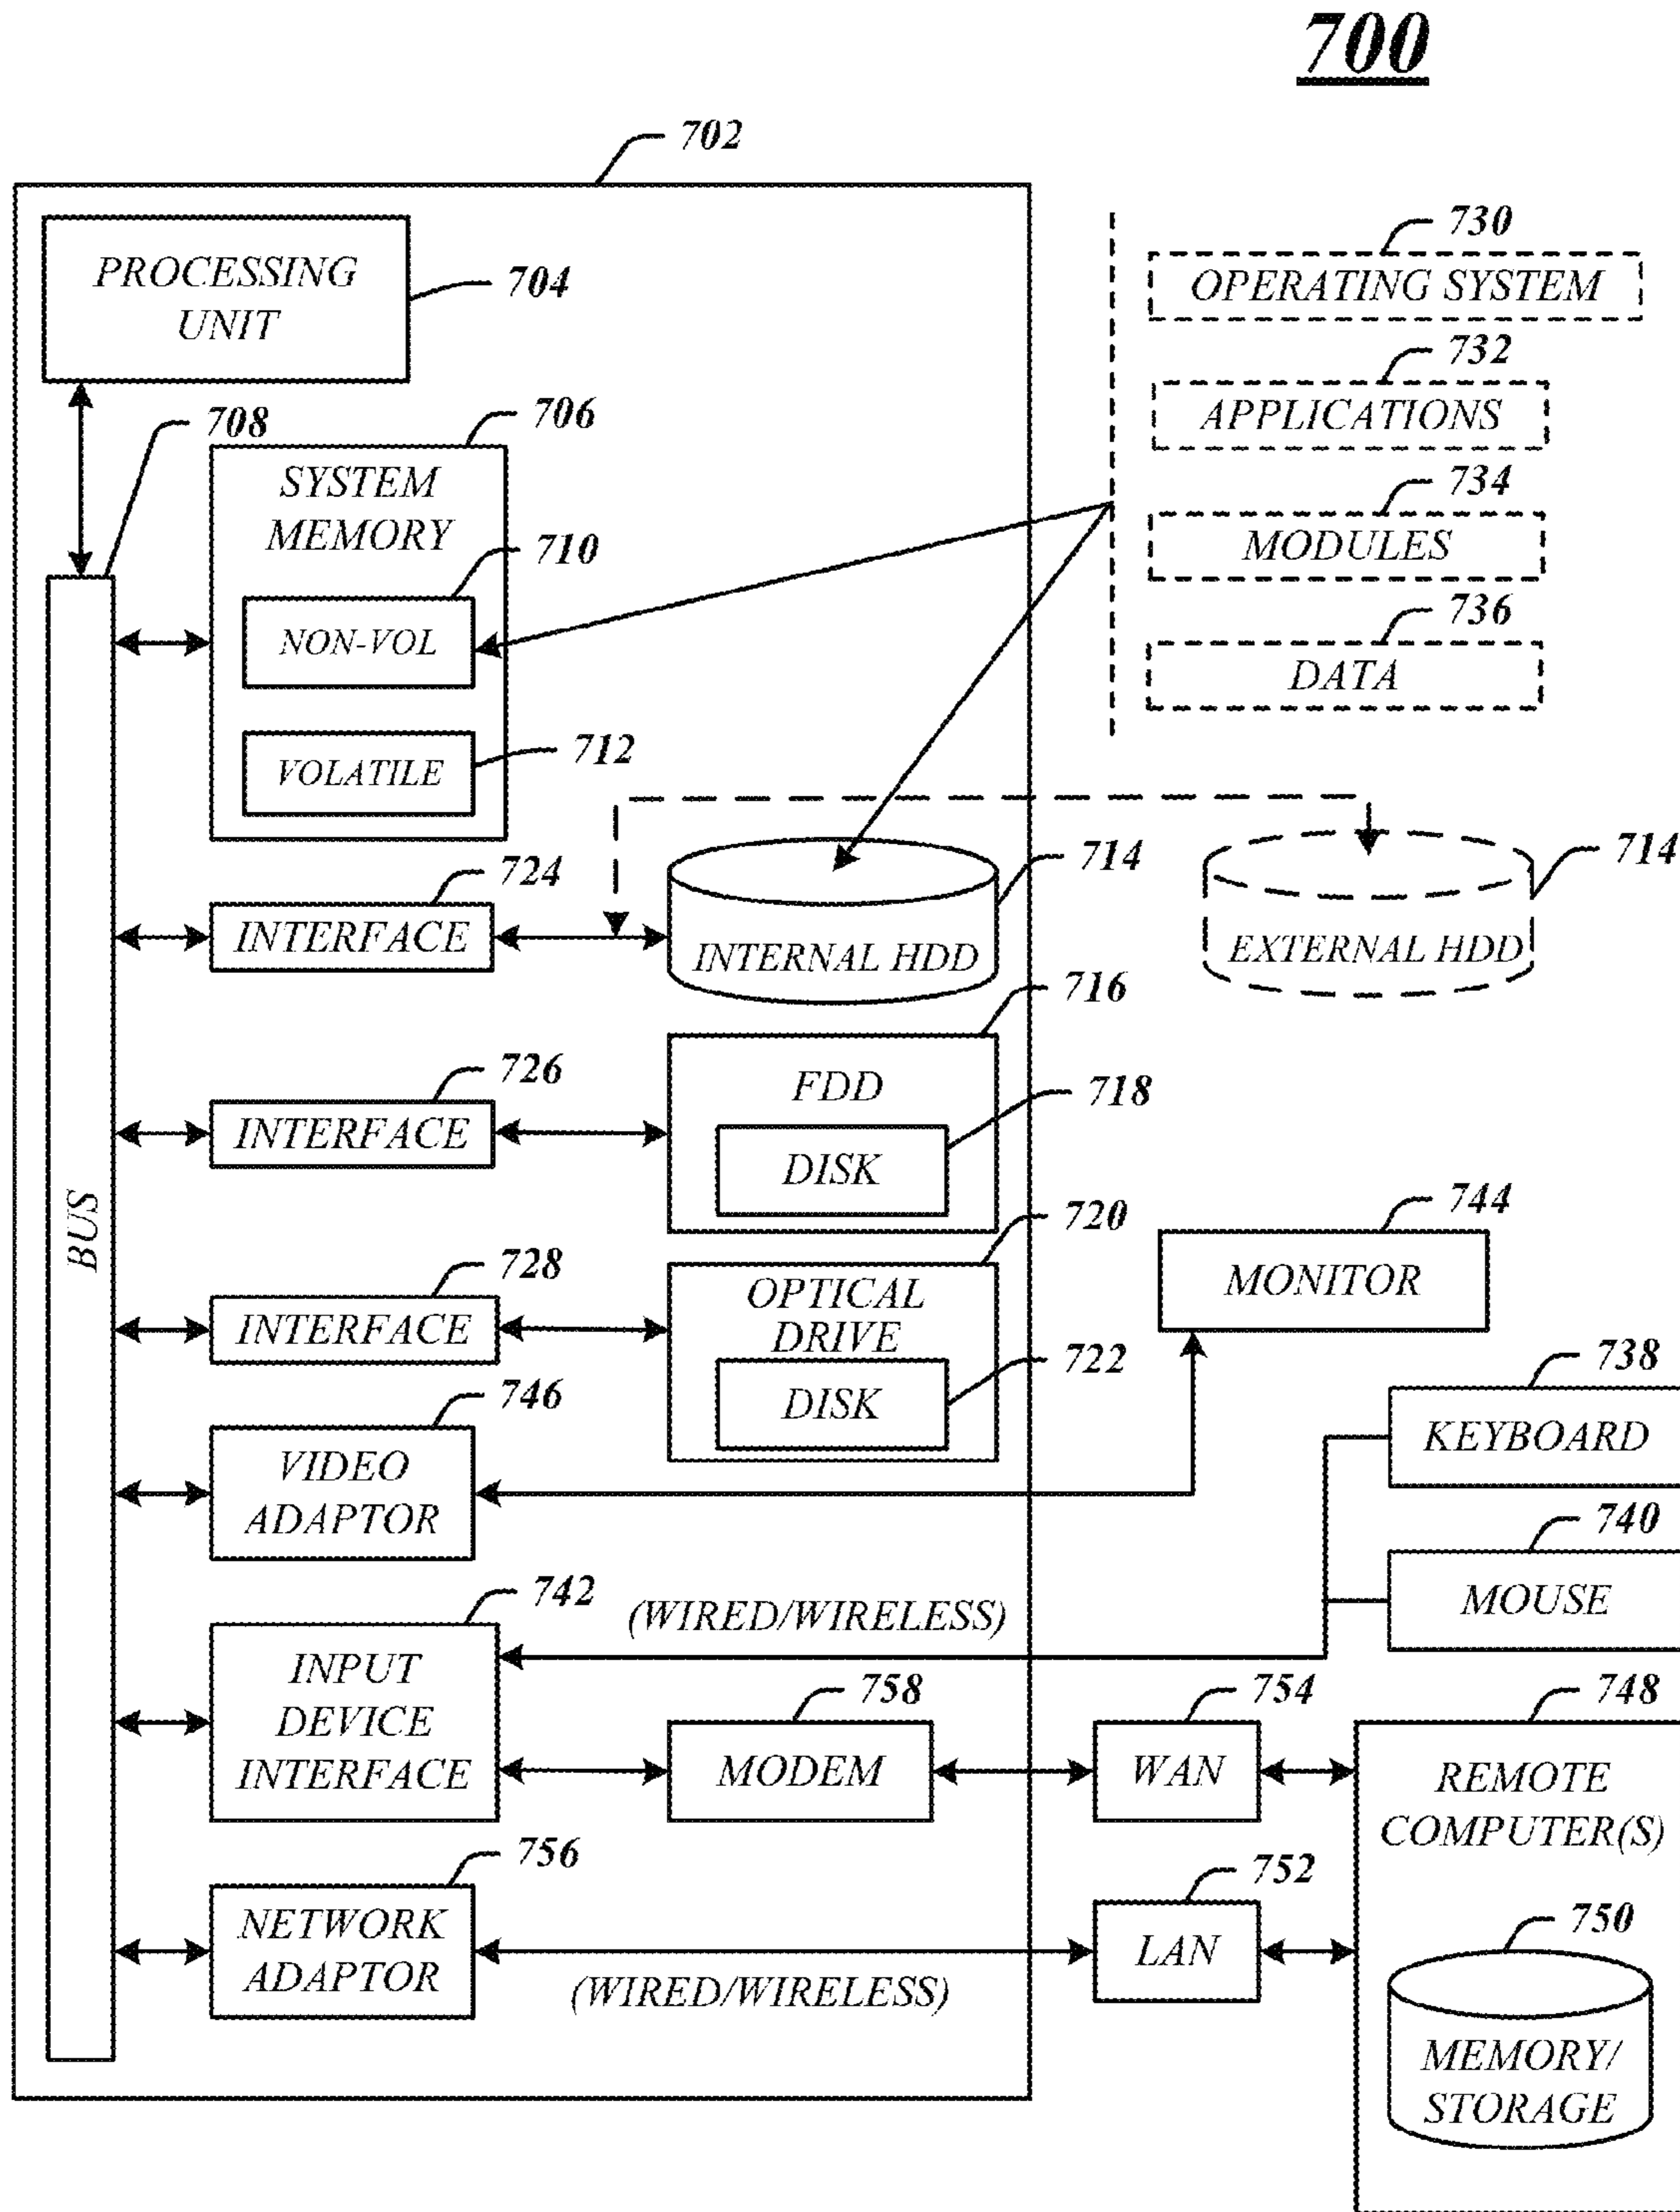 700
702
PROCESSING
UNIT
704
708
706
SYSTEM
MEMORY
710
NON-VOL
712
VOLATILE
730
OPERATING SYSTEM
732
APPLICATIONS
734
MODULES
736
DATA
724
INTERFACE
714
INTERNAL HDD
714
EXTERNAL HDD
716
726
INTERFACE
FDD
718
DISK
BUS
720
728
INTERFACE
OPTICAL
DRIVE
722
DISK
744
MONITOR
738
KEYBOARD
746
VIDEO
ADAPTOR
740
MOUSE
742
(WIRED/WIRELESS)
INPUT
DEVICE
INTERFACE
758
MODEM
754
WAN
748
REMOTE
COMPUTER(S)
756
NETWORK
ADAPTOR
(WIRED/WIRELESS)
752
LAN
750
MEMORY/
STORAGE